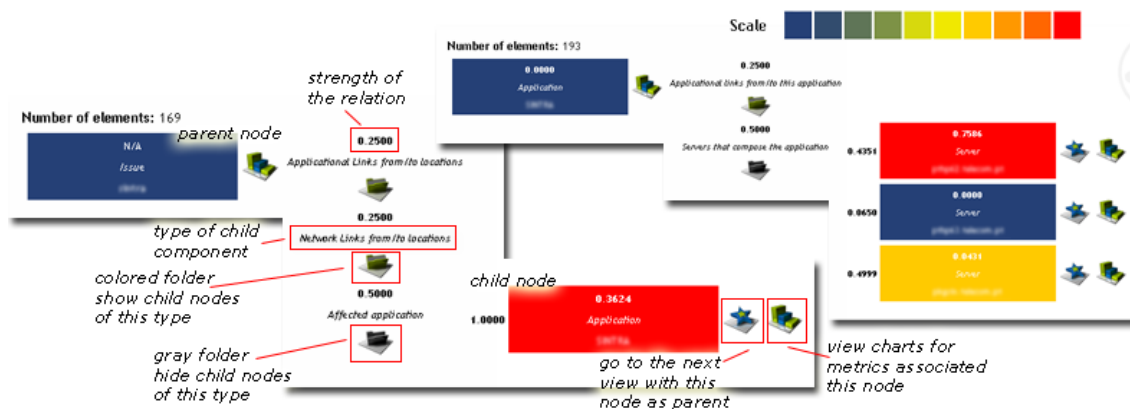 Scale
Number of elements: 193
0.0000
Application
0.2500
Applicational links from/to this application
0.5000
Servers that compose the application
0.4351
0.7586
Server
0.0650
0.0000
Server
0.4999
0.0431
Server
strength of
the relation
Number of elements: 169
parent node
N/A
Issue
0.2500
Applicational Links from/to locations
0.2500
type of child
component
Network Links from/to locations
colored folder
show child nodes
of this type
0.5000
Affected application
gray folder
hide child nodes
of this type
child node
1.0000
0.3624
Application
go to the next
view with this
node as parent
view charts for
metrics associated
this node